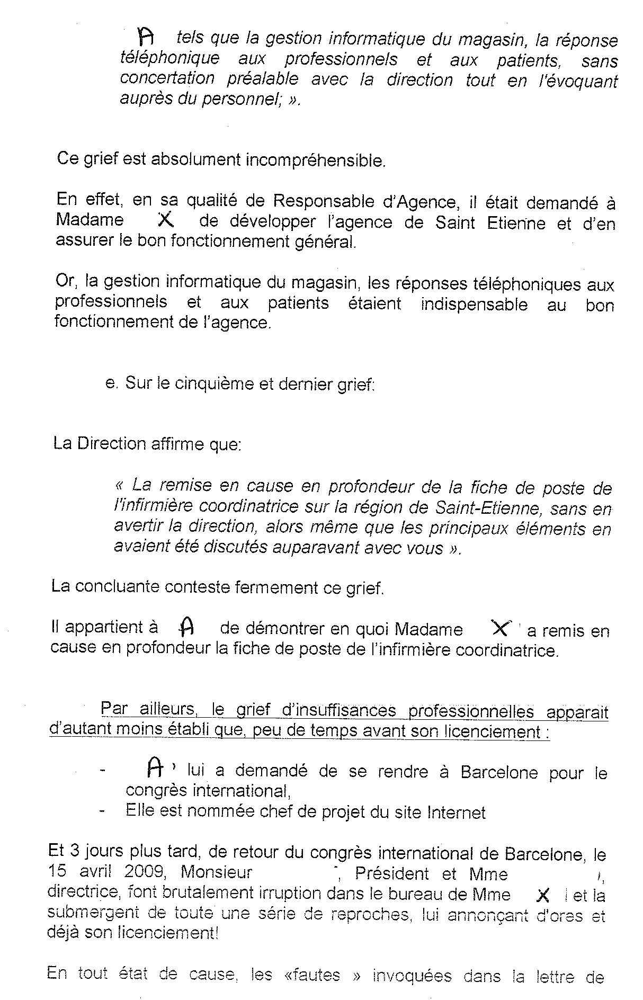 A tels que la gestion informatique du magasin, la réponse
téléphonique aux professionnels et aux patients, sans
concertation préalable avec la direction tout en l'évoquant
auprès du personnel; ».
Ce grief est absolument incompréhensible.
En effet, en sa qualité de Responsable d'Agence, il était demandé à
Madame X de développer l'agence de Saint Etienne et d'en
assurer le bon fonctionnement général.
Or, la gestion informatique du magasin, les réponses téléphoniques aux
professionnels et aux patients étaient indispensable au bon
fonctionnement de l'agence.
e. Sur le cinquième et dernier grief:
La Direction affirme que:
« La remise en cause en profondeur de la fiche de poste de
l'infirmière coordinatrice sur la région de Saint-Etienne, sans en
avertir la direction, alors même que les principaux éléments en
avaient été discutés auparavant avec vous ».
La concluante conteste fermement ce grief.
Il appartient à A de démontrer en quoi Madame X a remis en
cause en profondeur la fiche de poste de l'infirmière coordinatrice.
Par ailleurs, le grief d'insuffisances professionnelles apparait
d'autant moins établi que, peu de temps avant son licenciement :
- A lui a demandé de se rendre à Barcelone pour le
congrès international,
- Elle est nommée chef de projet du site Internet
Et 3 jours plus tard, de retour du congrès international de Barcelone, le
15 avril 2009, Monsieur ; Président et Mme ,
directrice, font brutalement irruption dans le bureau de Mme X et la
submergent de toute une série de reproches, lui annonçant d'ores et
déjà son licenciement!
En tout état de cause, les «fautes » invoquées dans la lettre de